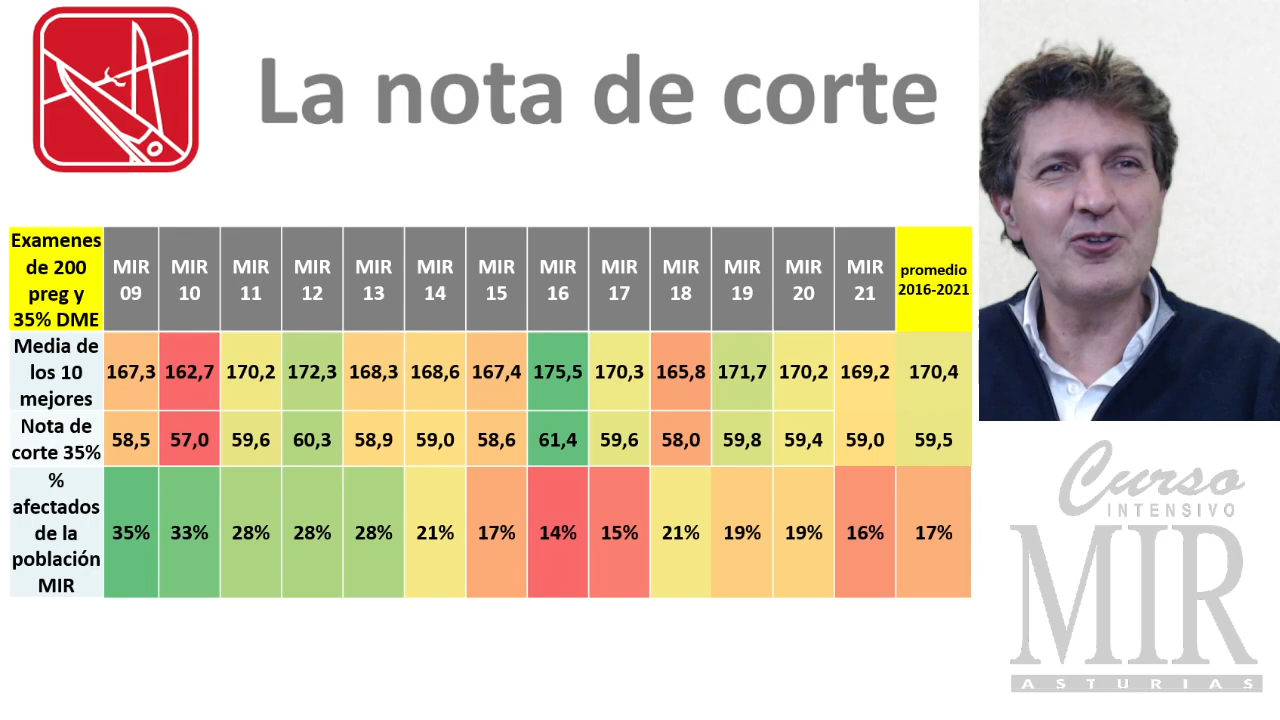 La nota de corte
Examenes
de 200
preg y
35% DME
MIR 09
MIR 10
MIR 11
MIR 12
MIR 13
MIR 14
MIR 15
MIR 16
MIR 17
MIR 18
MIR 19
MIR 20
MIR 21
promedio
2016-2021
Media de
los 10
mejores
167,3 162,7 170,2 172,3 168,3 168,6 167,4 175,5 170,3 165,8 171,7 170,2 169,2 170,4
Nota de
corte 35%
58,5 57,0 59,6 60,3 58,9 59,0 58,6 61,4 59,6 58,0 59,8 59,4 59,0 59,5
%
afectados
de la
población
MIR
35% 33% 28% 28% 28% 21% 17% 14% 15% 21% 19% 19% 16% 17%
Curso
INTENSIVO
MIR
ASTURIAS